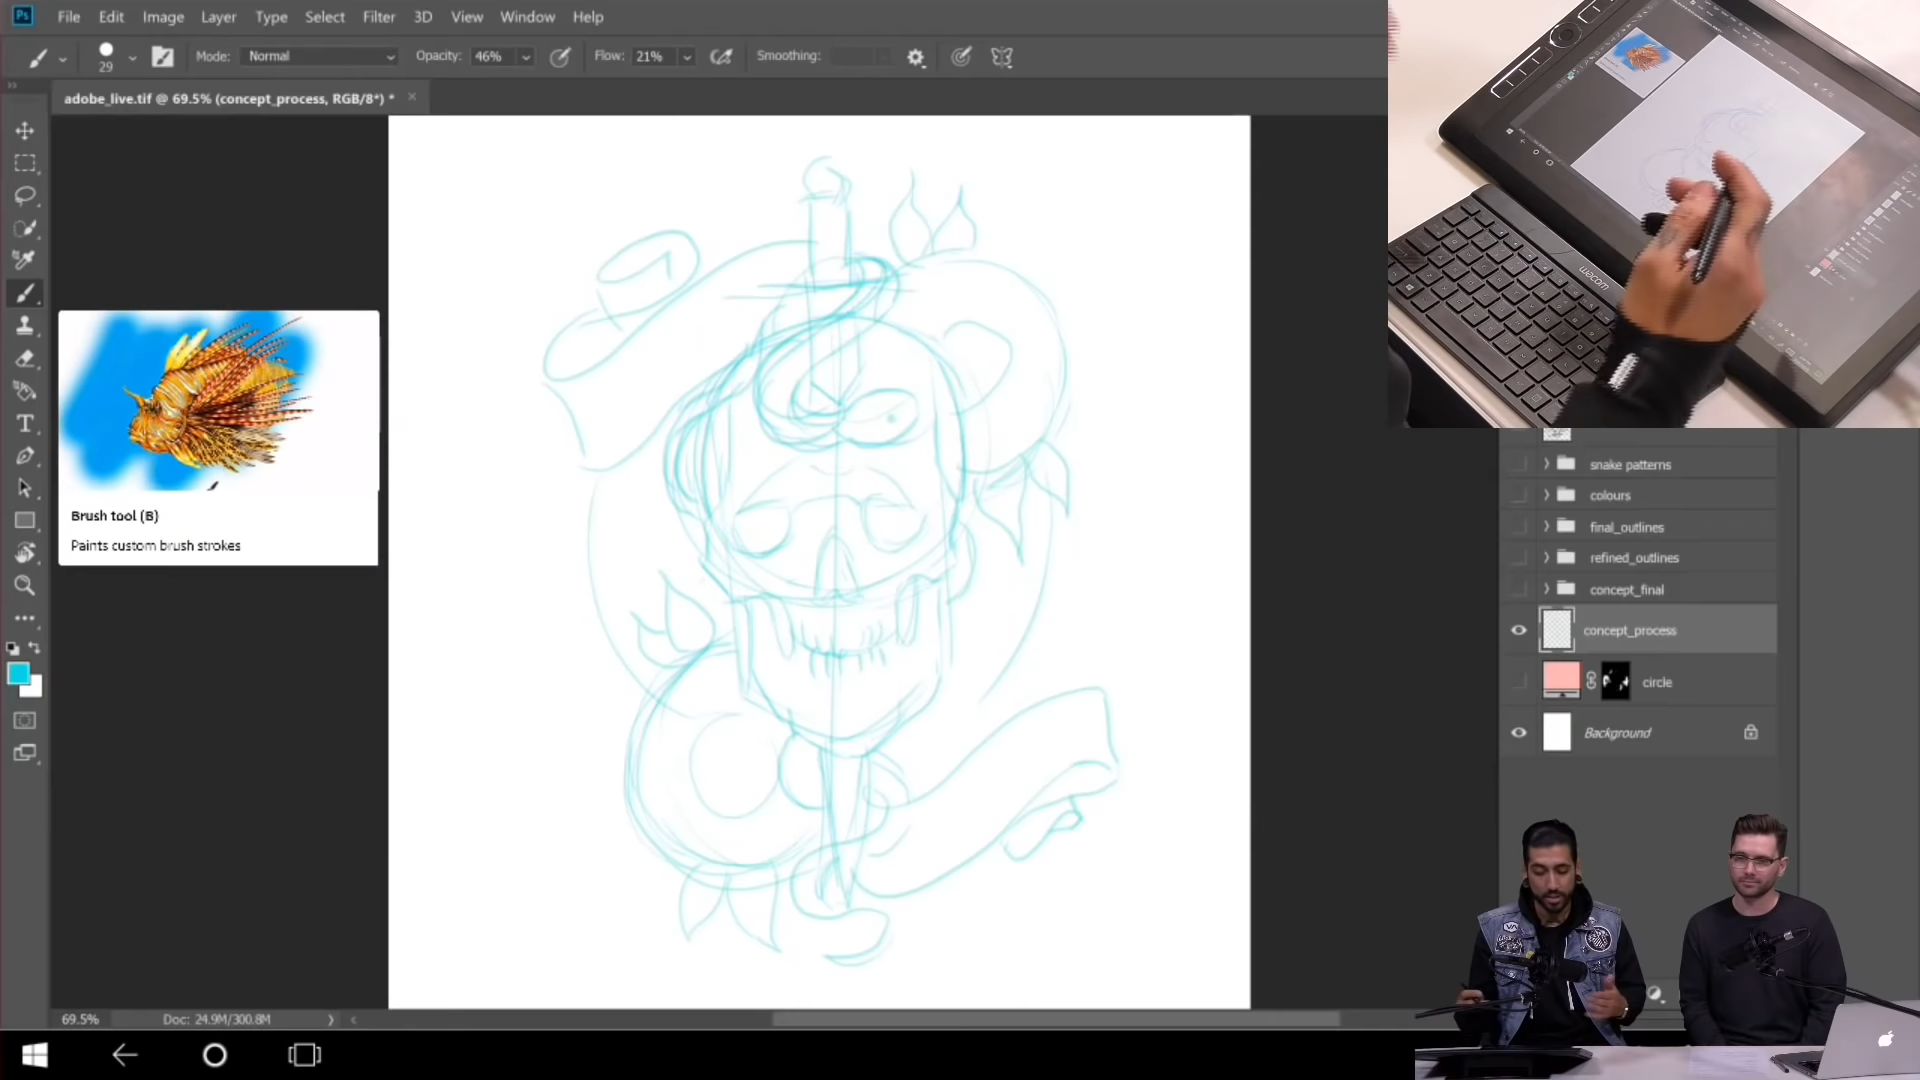 Ps File Edit Image Layer Type Select Filter 3D View Window Help
29 Mode: Normal Opacity: 46% Flow: 21% Smoothing:
adobe_live.tif @ 69.5% (concept_process, RGB/8*) * ×
Brush tool (B)
Paints custom brush strokes
wacom
snake patterns
colours
final_outlines
refined_outlines
concept_final
concept_process
circle
Background
69.5% Doc: 24.9M/300.8M